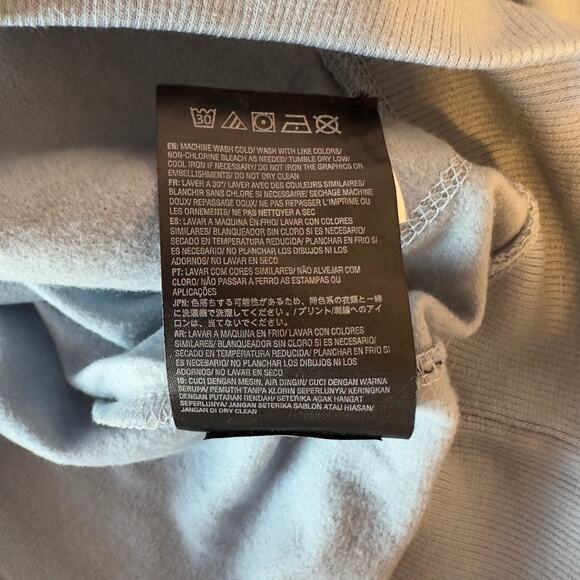 30
EN: MACHINE WASH COLD/ WASH WITH LIKE COLORS/
NON-CHLORINE BLEACH AS NEEDED/ TUMBLE DRY LOW/
COOL IRON IF NECESSARY/ DO NOT IRON THE GRAPHICS OR
EMBELLISHMENTS/ DO NOT DRY CLEAN
FR: LAVER A 30°/ LAVER AVEC DES COULEURS SIMILAIRES/
BLANCHIR SANS CHLORE SI NECESSAIRE/ SECHAGE MACHINE
DOUX/ REPASSAGE DOUX/ NE PAS REPASSER L'IMPRIME OU
LES ORNEMENTS/ NE PAS NETTOYER A SEC
ES: LAVAR A MAQUINA EN FRIO/ LAVAR CON COLORES
SIMILARES/ BLANQUEADOR SIN CLORO SI ES NECESARIO/
SECADO EN TEMPERATURA REDUCIDA/ PLANCHAR EN FRIO SI
ES NECESARIO/ NO PLANCHAR LOS DIBUJOS NI LOS
ADORNOS/ NO LAVAR EN SECO
PT: LAVAR COM CORES SIMILARES/ NÃO ALVEJAR COM
CLORO/ NÃO PASSAR A FERRO AS ESTAMPAS E/OU AS
APLICAÇÕES
JPN: 色落ちする可能性があるため、同色系の衣類と一緒
に洗濯機で洗濯してください。/プリント/刺繍へのアイ
ロンは、当てないでください。
AR: LAVAR A MAQUINA EN FRIO/ LAVAR CON COLORES
SIMILARES/ BLANQUEADOR SIN CLORO SI ES NECESARIO/
SECADO EN TEMPERATURA REDUCIDA/ PLANCHAR EN FRIO SI
ES NECESARIO/ NO PLANCHAR LOS DIBUJOS NI LOS
ADORNOS/ NO LAVAR EN SECO
ID: CUCI DENGAN MESIN, AIR DINGIN/ CUCI DENGAN WARNA
SERUPA/ PEMUTIH TANPA KLORIN SEPERLUNYA/ KERINGKAN
DENGAN PUTARAN RENDAH/ SETERIKA AGAK HANGAT
SEPERLUNYA/ JANGAN SETERIKA SABLON ATAU HIASAN/
JANGAN DI DRY CLEAN